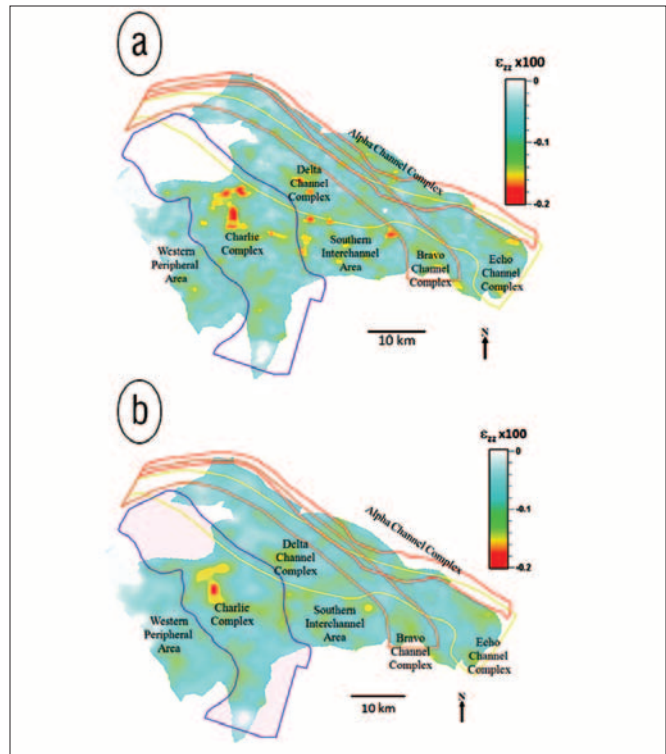 a
ε_zz x100
0
-0.1
-0.2
Alpha Channel Complex
Delta
Channel
Complex
Charlie
Complex
Western
Peripheral
Area
Southern
Interchannel
Area
Bravo
Channel
Complex
Echo
Channel
Complex
10 km
N
b
ε_zz x100
0
-0.1
-0.2
Alpha Channel Complex
Delta
Channel
Complex
Charlie
Complex
Western
Peripheral
Area
Southern
Interchannel
Area
Bravo
Channel
Complex
Echo
Channel
Complex
10 km
N